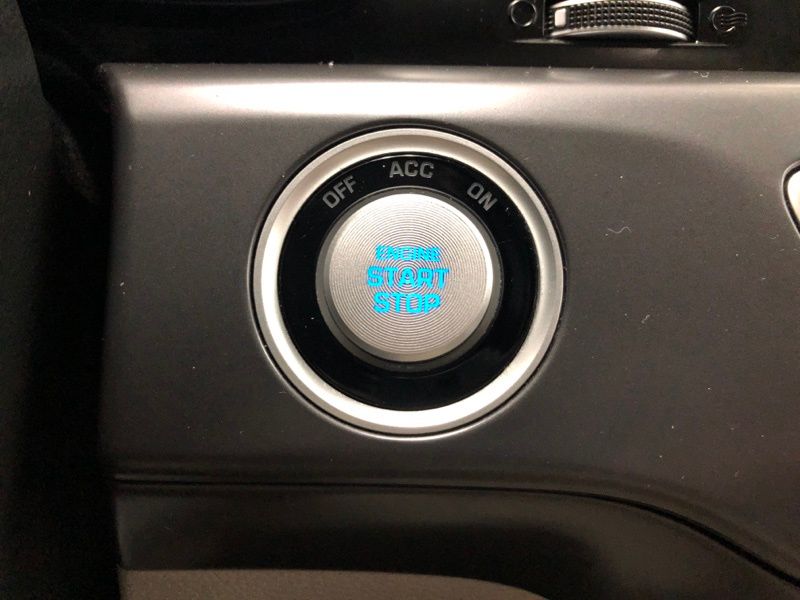 OFF ACC ON
ENGINE
START
STOP